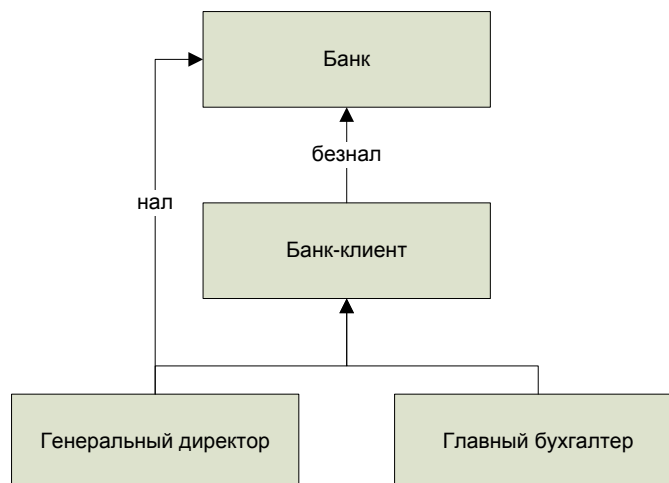 Банк
безнал
нал
Банк-клиент
Генеральный директор
Главный бухгалтер